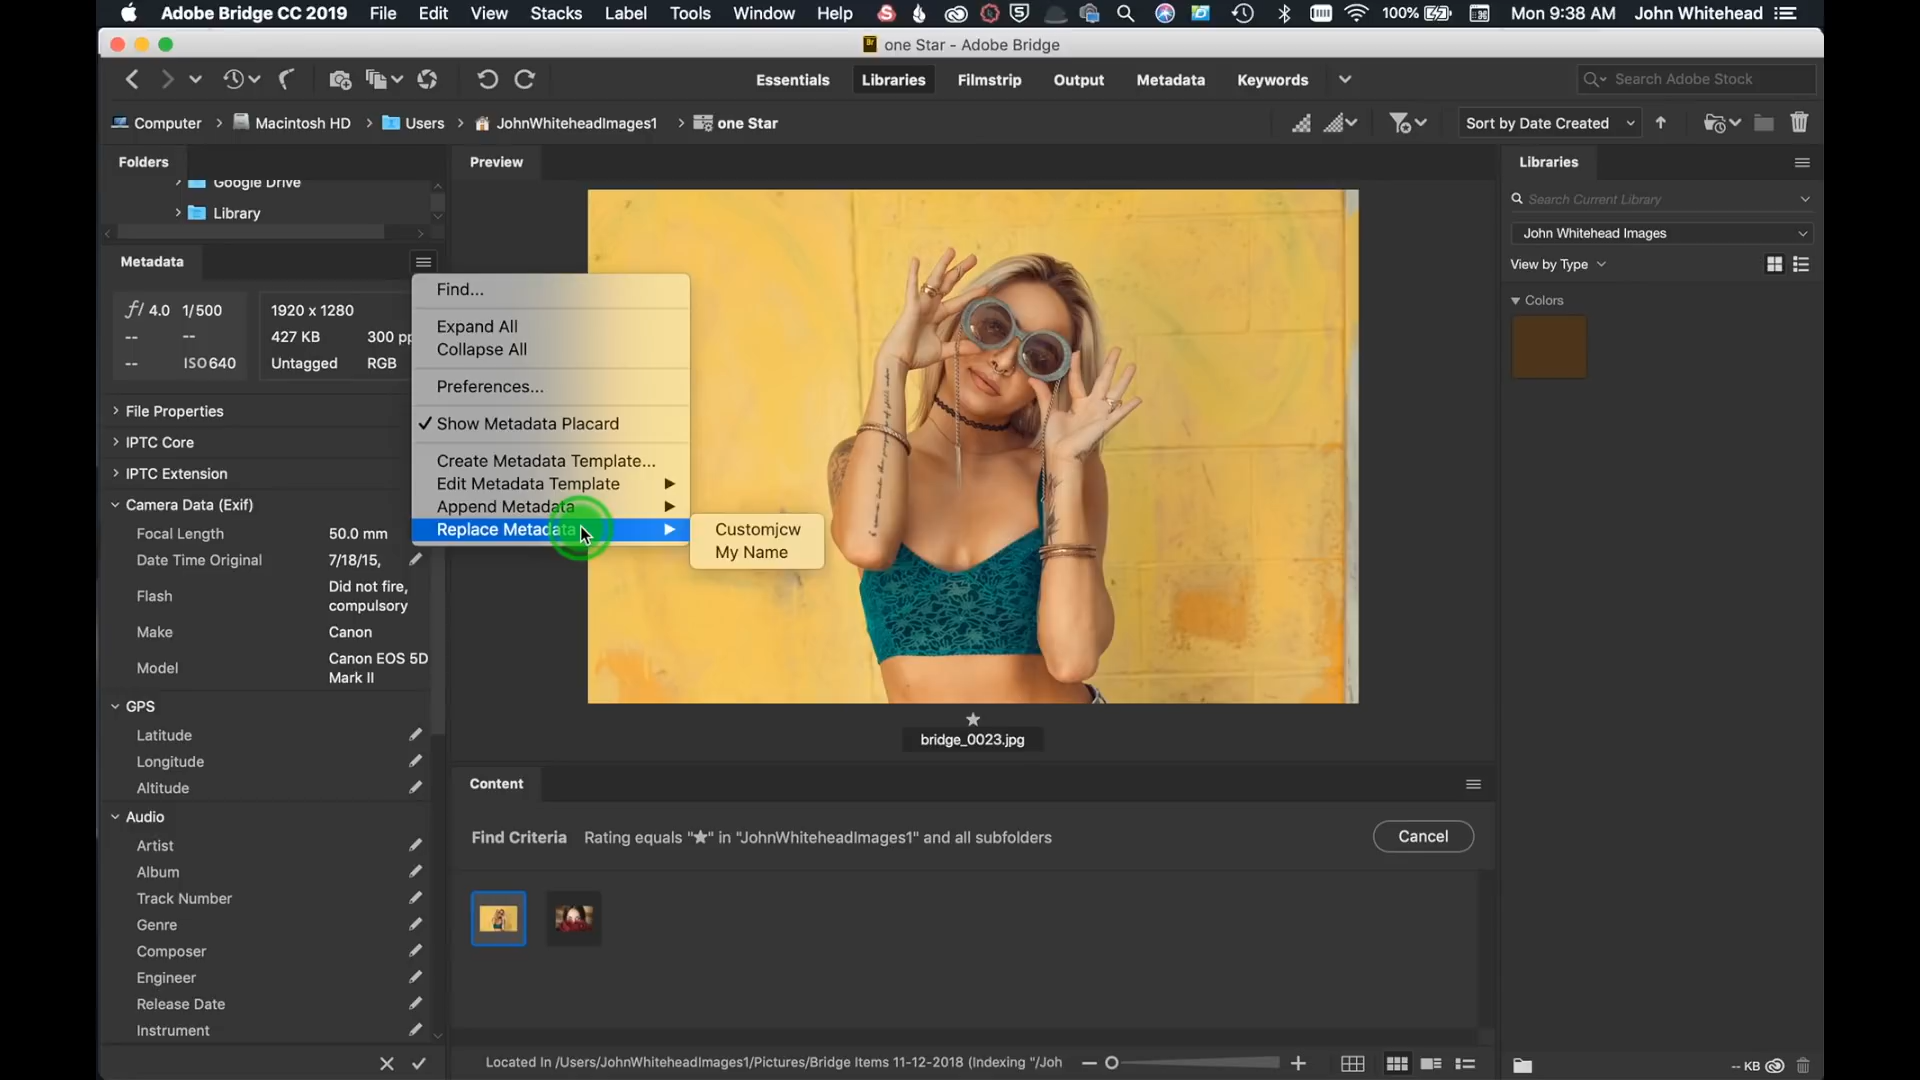 Adobe Bridge CC 2019 File Edit View Stacks Label Tools Window Help 100% Mon 9:38 AM John Whitehead
one Star - Adobe Bridge
Essentials Libraries Filmstrip Output Metadata Keywords Search Adobe Stock
Computer Macintosh HD Users JohnWhiteheadImages1 one Star Sort by Date Created
Folders
Google Drive
Library
Metadata
f/ 4.0 1/500
-- --
-- ISO640
1920 x 1280
427 KB 300 pp
Untagged RGB
File Properties
IPTC Core
IPTC Extension
Camera Data (Exif)
Focal Length 50.0 mm
Date Time Original 7/18/15,
Flash Did not fire,
compulsory
Make Canon
Model Canon EOS 5D
Mark II
GPS
Latitude
Longitude
Altitude
Audio
Artist
Album
Track Number
Genre
Composer
Engineer
Release Date
Instrument
Find...
Expand All
Collapse All
Preferences...
Show Metadata Placard
Create Metadata Template...
Edit Metadata Template
Append Metadata
Replace Metadata
Customjcw
My Name
Preview
bridge_0023.jpg
Content
Find Criteria Rating equals "★" in "JohnWhiteheadImages1" and all subfolders Cancel
Located In /Users/JohnWhiteheadImages1/Pictures/Bridge Items 11-12-2018 (Indexing "/Joh
Libraries
Search Current Library
John Whitehead Images
View by Type
Colors
-- KB